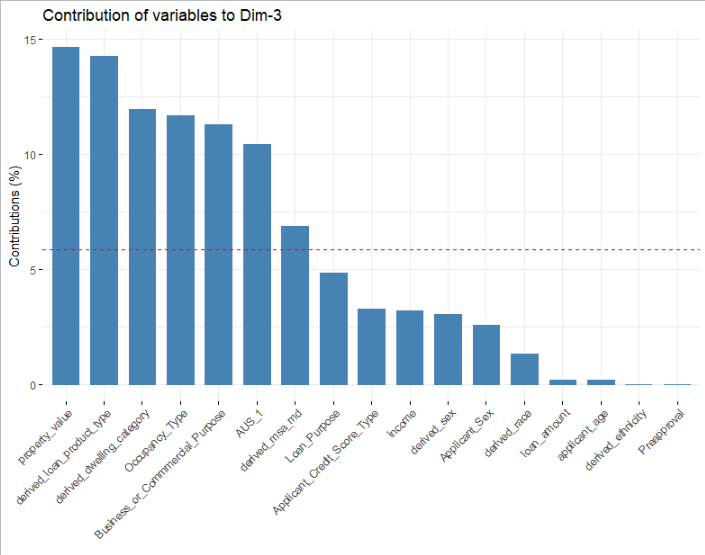 Contribution of variables to Dim-3
Contributions (%)
15
10
5
0
property_value
derived_loan_product_type
derived_dwelling_category
Occupancy_Type
Business_or_Commercial_Purpose
AUS_1
derived_msa_md
Loan_Purpose
Applicant_Credit_Score_Type
Income
derived_sex
Applicant_Sex
derived_race
loan_amount
applicant_age
derived_ethnicity
Preapproval